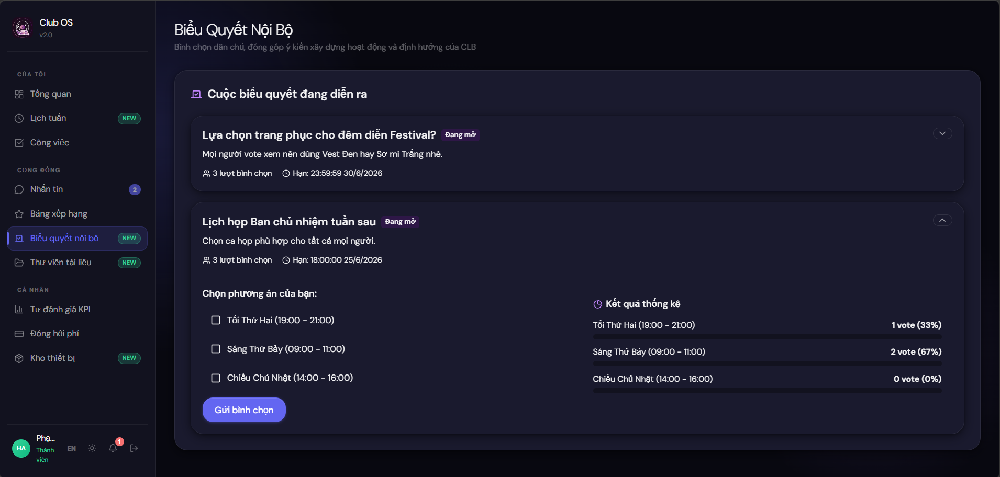 Club OS
v2.0
CỦA TÔI
Tổng quan
Lịch tuần NEW
Công việc
CỘNG ĐỒNG
Nhắn tin 2
Bảng xếp hạng
Biểu quyết nội bộ NEW
Thư viện tài liệu NEW
CÁ NHÂN
Tự đánh giá KPI
Đóng hội phí
Kho thiết bị NEW
HA
Phạ...
Thành
viên
EN
1
Biểu Quyết Nội Bộ
Bình chọn dân chủ, đóng góp ý kiến xây dựng hoạt động và định hướng của CLB
Cuộc biểu quyết đang diễn ra
Lựa chọn trang phục cho đêm diễn Festival? Đang mở
Mọi người vote xem nên dùng Vest Đen hay Sơ mi Trắng nhé.
3 lượt bình chọn Hạn: 23:59:59 30/6/2026
Lịch họp Ban chủ nhiệm tuần sau Đang mở
Chọn ca họp phù hợp cho tất cả mọi người.
3 lượt bình chọn Hạn: 18:00:00 25/6/2026
Chọn phương án của bạn:
Tối Thứ Hai (19:00 - 21:00)
Sáng Thứ Bảy (09:00 - 11:00)
Chiều Chủ Nhật (14:00 - 16:00)
Gửi bình chọn
Kết quả thống kê
Tối Thứ Hai (19:00 - 21:00) 1 vote (33%)
Sáng Thứ Bảy (09:00 - 11:00) 2 vote (67%)
Chiều Chủ Nhật (14:00 - 16:00) 0 vote (0%)